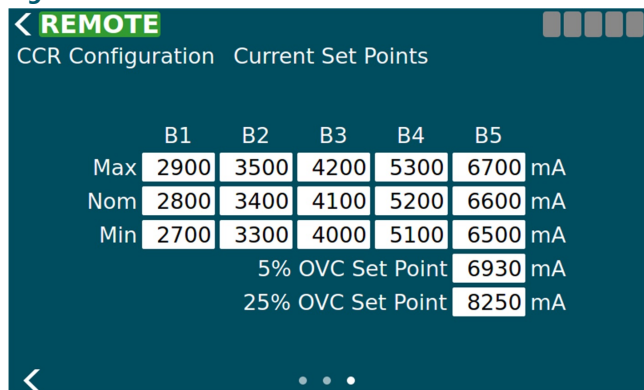 REMOTE
CCR Configuration Current Set Points
B1 B2 B3 B4 B5
Max 2900 3500 4200 5300 6700 mA
Nom 2800 3400 4100 5200 6600 mA
Min 2700 3300 4000 5100 6500 mA
5% OVC Set Point 6930 mA
25% OVC Set Point 8250 mA